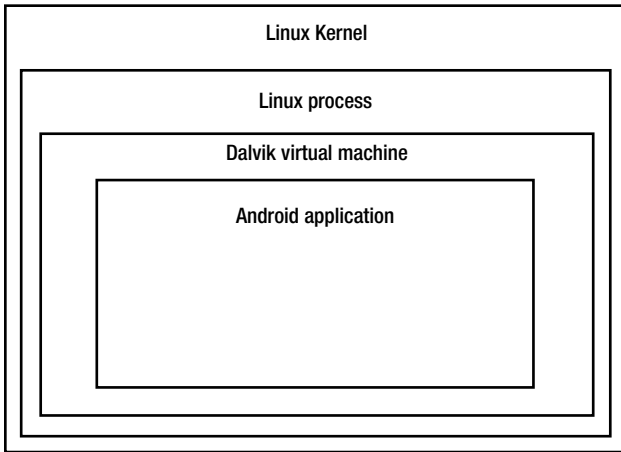 Linux Kernel
Linux process
Dalvik virtual machine
Android application